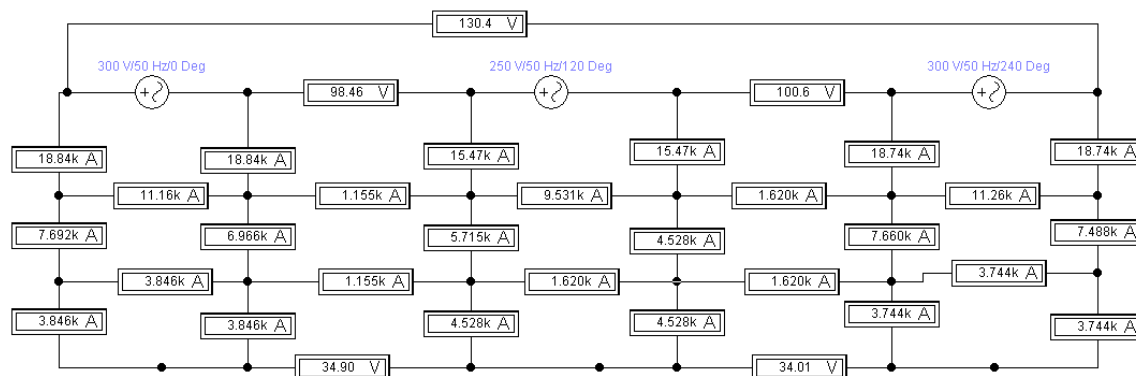 130.4 V
300 V/50 Hz/0 Deg
250 V/50 Hz/120 Deg
300 V/50 Hz/240 Deg
98.46 V
100.6 V
18.84k A
18.84k A
15.47k A
15.47k A
18.74k A
18.74k A
11.16k A
1.155k A
9.531k A
1.620k A
11.26k A
7.692k A
6.966k A
5.715k A
4.528k A
7.660k A
7.488k A
3.846k A
1.155k A
1.620k A
1.620k A
3.744k A
3.846k A
3.846k A
4.528k A
4.528k A
3.744k A
3.744k A
34.90 V
34.01 V